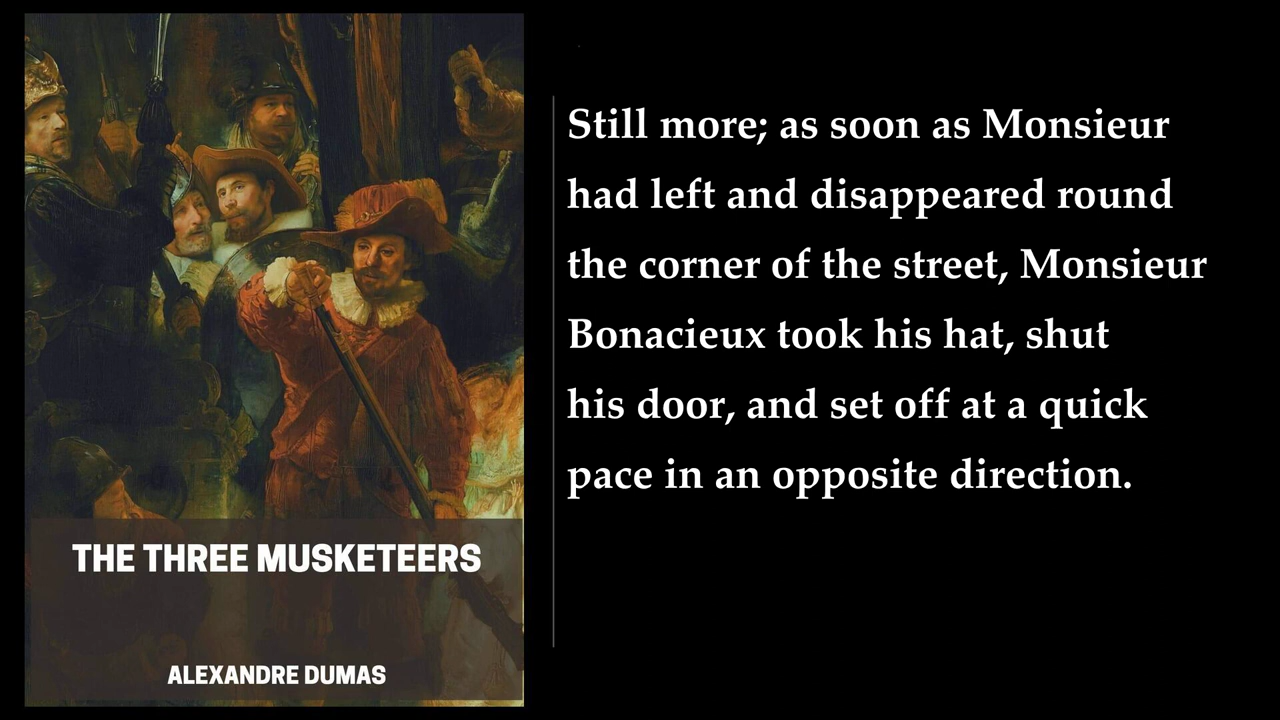 THE THREE MUSKETEERS
ALEXANDRE DUMAS
Still more; as soon as Monsieur
had left and disappeared round
the corner of the street, Monsieur
Bonacieux took his hat, shut
his door, and set off at a quick
pace in an opposite direction.